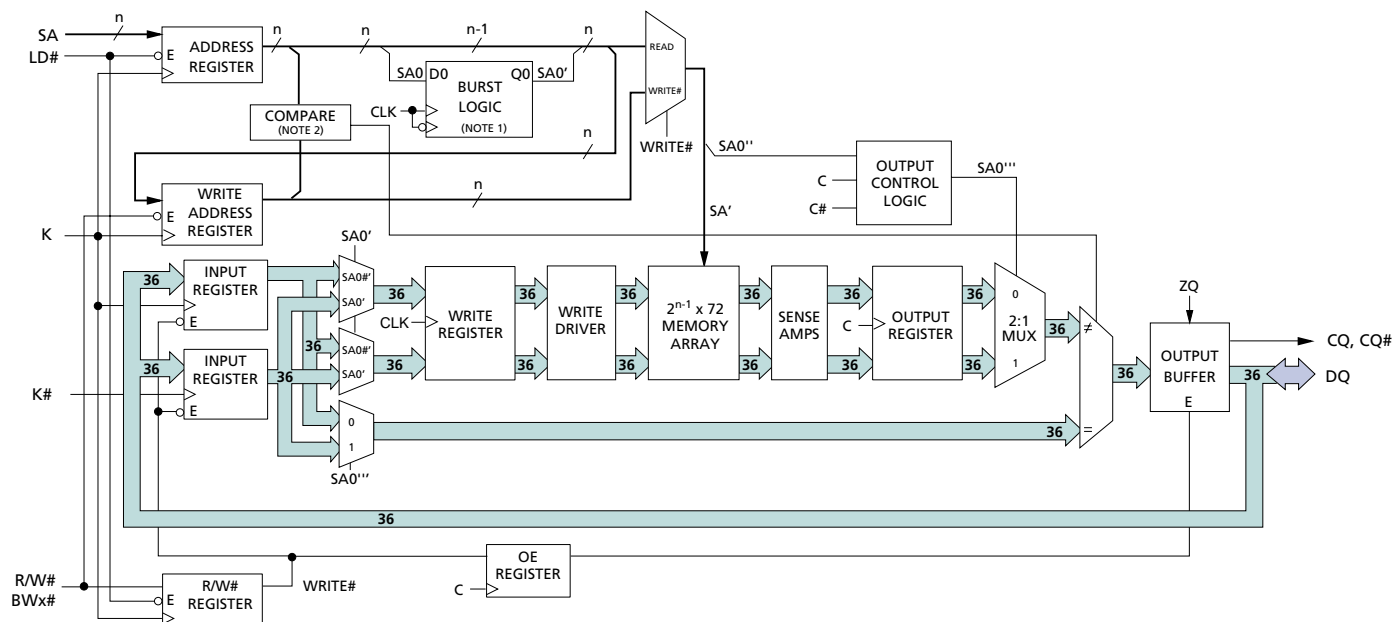 SA
n
LD#
E
ADDRESS
REGISTER
n
n
n-1
n
SA0
D0
Q0
SA0'
BURST
LOGIC
(NOTE 1)
CLK
READ
WRITE#
WRITE#
COMPARE
(NOTE 2)
n
n
SA0''
C
C#
OUTPUT
CONTROL
LOGIC
SA0'''
SA'
WRITE
ADDRESS
REGISTER
E
K
SA0'
36
INPUT
REGISTER
E
SA0#'
SA0'
36
CLK
WRITE
REGISTER
36
WRITE
DRIVER
36
2n-1 x 72
MEMORY
ARRAY
36
SENSE
AMPS
36
C
OUTPUT
REGISTER
36
0
2:1
MUX
1
36
≠
ZQ
OUTPUT
BUFFER
E
CQ, CQ#
36
36
DQ
36
INPUT
REGISTER
E
K#
36
36
SA0#'
SA0'
36
36
36
36
36
36
0
1
SA0'''
36
=
36
R/W#
BWx#
E
R/W#
REGISTER
WRITE#
OE
REGISTER
C